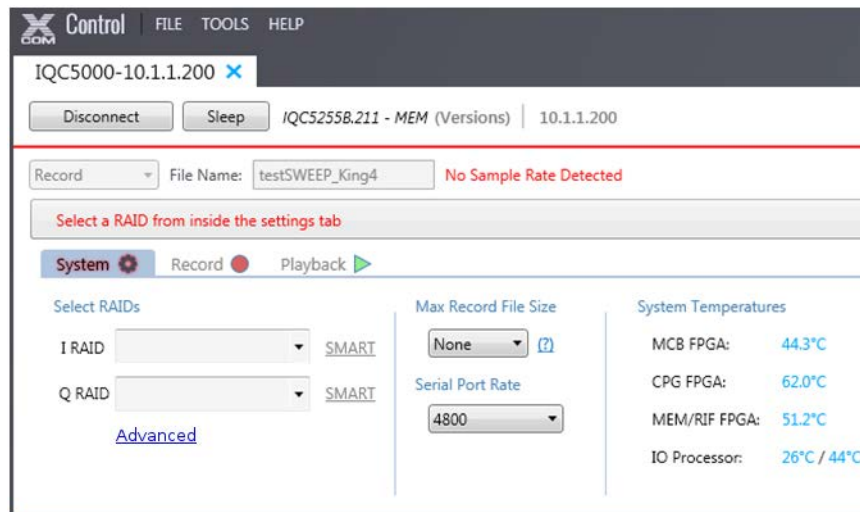 XCOM Control FILE TOOLS HELP
IQC5000-10.1.1.200 ✕
Disconnect Sleep IQC5255B.211 - MEM (Versions) 10.1.1.200
Record File Name: testSWEEP_King4 No Sample Rate Detected
Select a RAID from inside the settings tab
System Record Playback
Select RAIDs Max Record File Size System Temperatures
I RAID SMART None (?) MCB FPGA: 44.3°C
Serial Port Rate CPG FPGA: 62.0°C
Q RAID SMART 4800 MEM/RIF FPGA: 51.2°C
Advanced
IO Processor: 26°C / 44°C